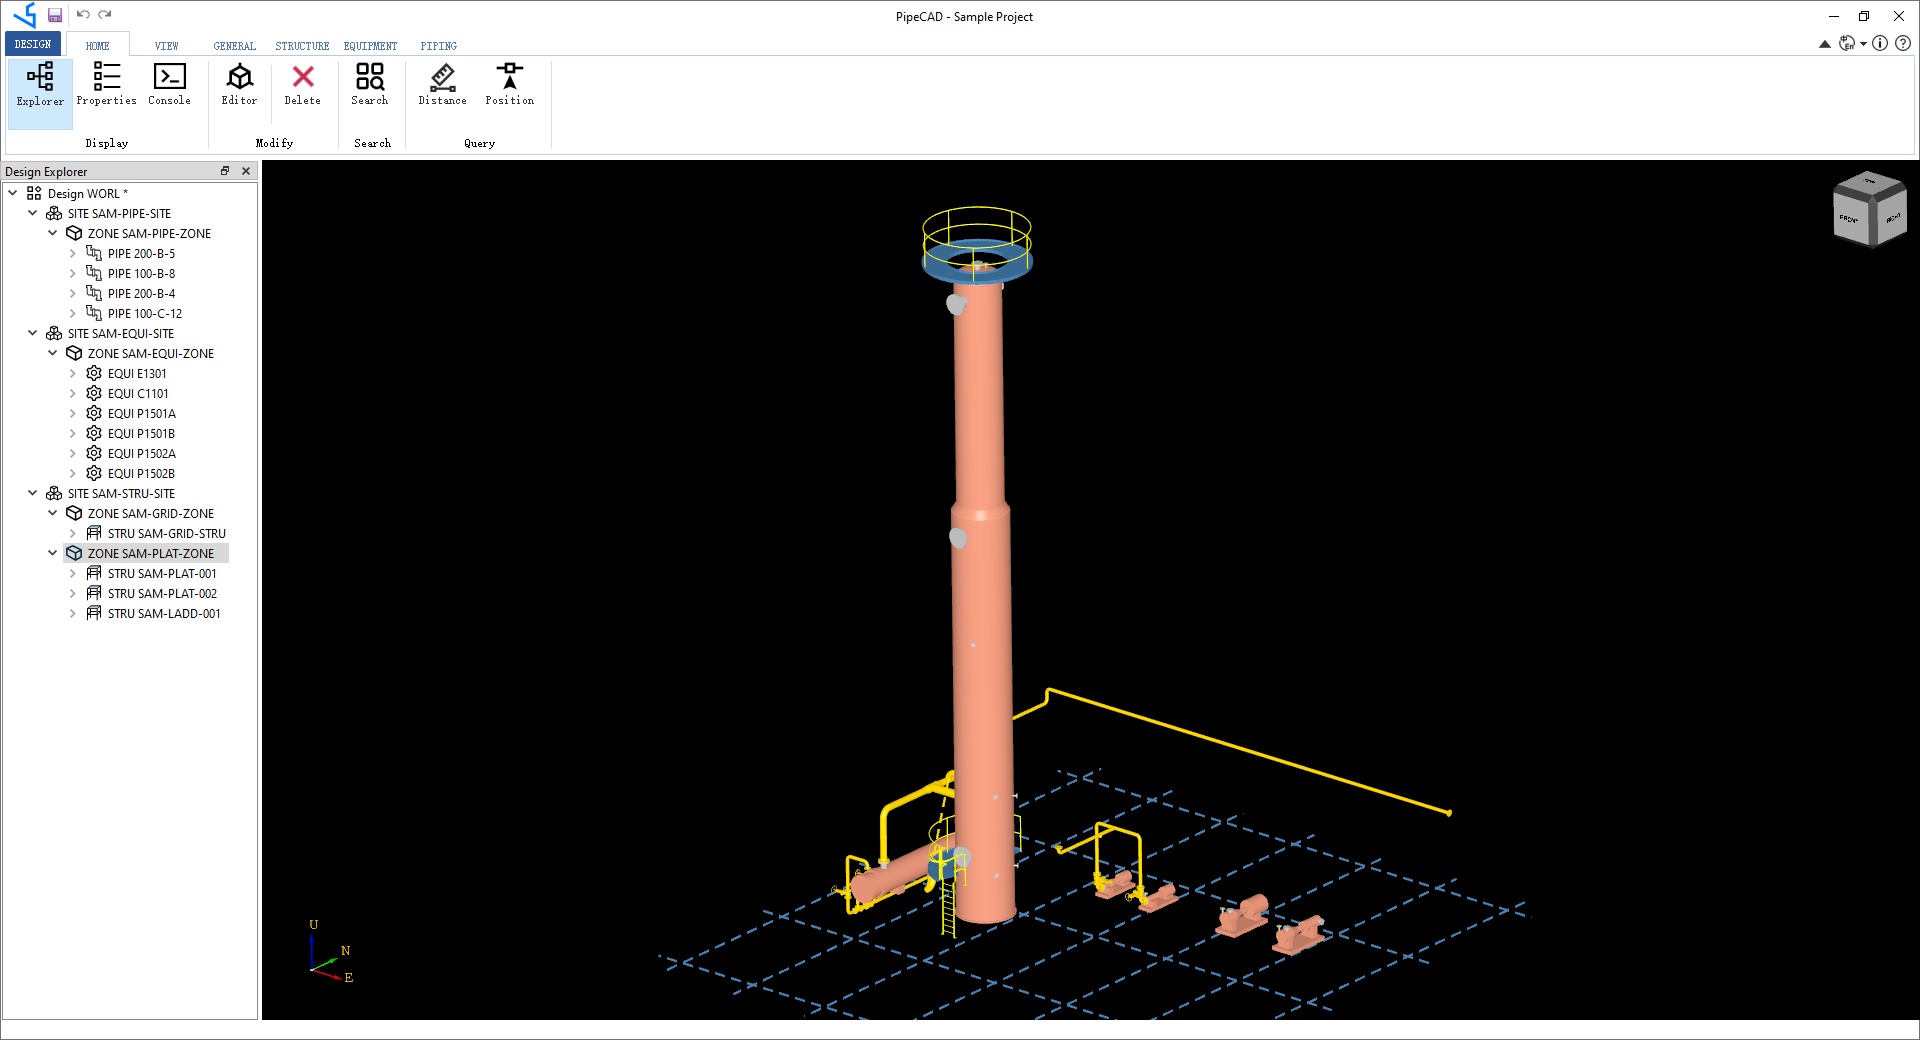 PipeCAD - Sample Project
DESIGN HOME VIEW GENERAL STRUCTURE EQUIPMENT PIPING
En
Explorer Properties Console Editor Delete Search Distance Position
Display Modify Search Query
Design Explorer
Design WORL *
SITE SAM-PIPE-SITE
ZONE SAM-PIPE-ZONE
PIPE 200-B-5
PIPE 100-B-8
PIPE 200-B-4
PIPE 100-C-12
SITE SAM-EQUI-SITE
ZONE SAM-EQUI-ZONE
EQUI E1301
EQUI C1101
EQUI P1501A
EQUI P1501B
EQUI P1502A
EQUI P1502B
SITE SAM-STRU-SITE
ZONE SAM-GRID-ZONE
STRU SAM-GRID-STRU
ZONE SAM-PLAT-ZONE
STRU SAM-PLAT-001
STRU SAM-PLAT-002
STRU SAM-LADD-001
FRONT RIGHT
U
N
E